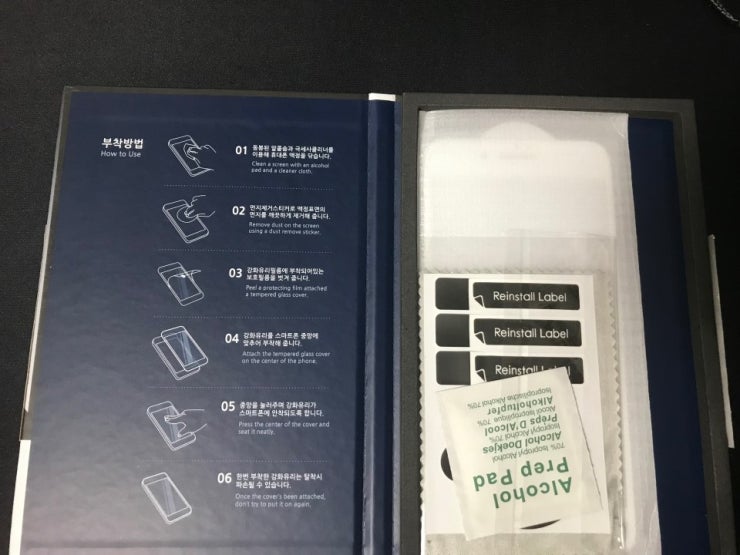 부착방법
How to Use
01 동봉된 알콜솜과 극세사클리너를
이용해 휴대폰 액정을 닦습니다.
Clean a screen with an alcohol
pad and a cleaner cloth.
02 먼지제거스티커로 액정표면의
먼지를 깨끗하게 제거해 줍니다.
Remove dust on the screen
using a dust remove sticker.
03 강화유리필름에 부착되어있는
보호필름을 벗겨 줍니다.
Peel a protecting film attached
a tempered glass cover.
04 강화유리를 스마트폰 중앙에
맞추어 부착해 줍니다.
Attach the tempered glass cover
on the center of the phone.
05 중앙을 눌러주며 강화유리가
스마트폰에 안착되도록 합니다.
Press the center of the cover and
seat it neatly.
06 한번 부착한 강화유리는 탈착시
파손될 수 있습니다.
Once the cover's been attached,
don't try to put it on again.
Reinstall Label
Reinstall Label
Reinstall Label
Alcohol
Prep Pad
70% Isopropyl Alcohol
Alcohol Doekjes
Isopropyl Alcohol 70%
Préps D'Alcool
Alcool Isopropylique 70%
Alkoholtupfer
Isopropylische Alkohol 70%